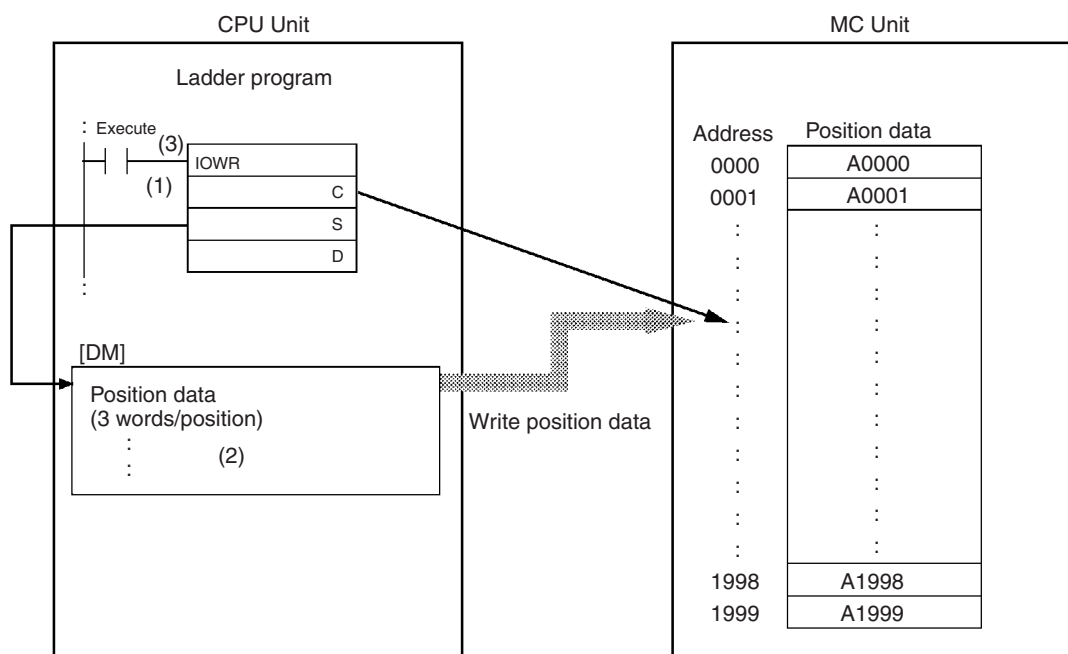 CPU Unit
Ladder program
: Execute
(3)
(1)
IOWR
C
S
D
:
[DM]
Position data
(3 words/position)
:
(2)
:
Write position data
MC Unit
Address Position data
0000 A0000
0001 A0001
: :
: :
: :
: :
: :
: :
: :
: :
: :
: :
: :
1998 A1998
1999 A1999